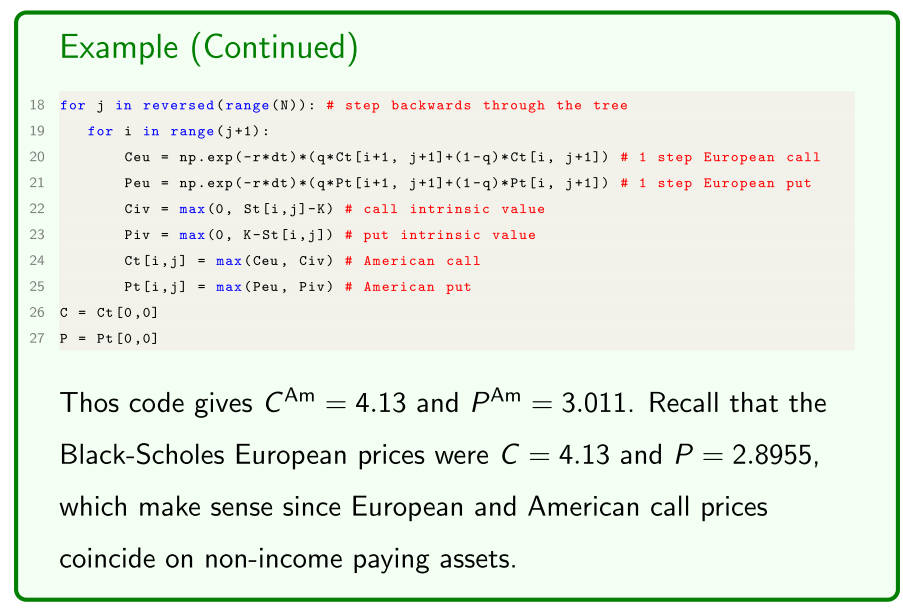 Example (Continued)
18 for j in reversed(range(N)): # step backwards through the tree
19    for i in range(j+1):
20        Ceu = np.exp(-r*dt)*(q*Ct[i+1, j+1]+(1-q)*Ct[i, j+1]) # 1 step European call
21        Peu = np.exp(-r*dt)*(q*Pt[i+1, j+1]+(1-q)*Pt[i, j+1]) # 1 step European put
22        Civ = max(0, St[i,j]-K) # call intrinsic value
23        Piv = max(0, K-St[i,j]) # put intrinsic value
24        Ct[i,j] = max(Ceu, Civ) # American call
25        Pt[i,j] = max(Peu, Piv) # American put
26 C = Ct[0,0]
27 P = Pt[0,0]
Thos code gives C^Am = 4.13 and P^Am = 3.011. Recall that the
Black-Scholes European prices were C = 4.13 and P = 2.8955,
which make sense since European and American call prices
coincide on non-income paying assets.